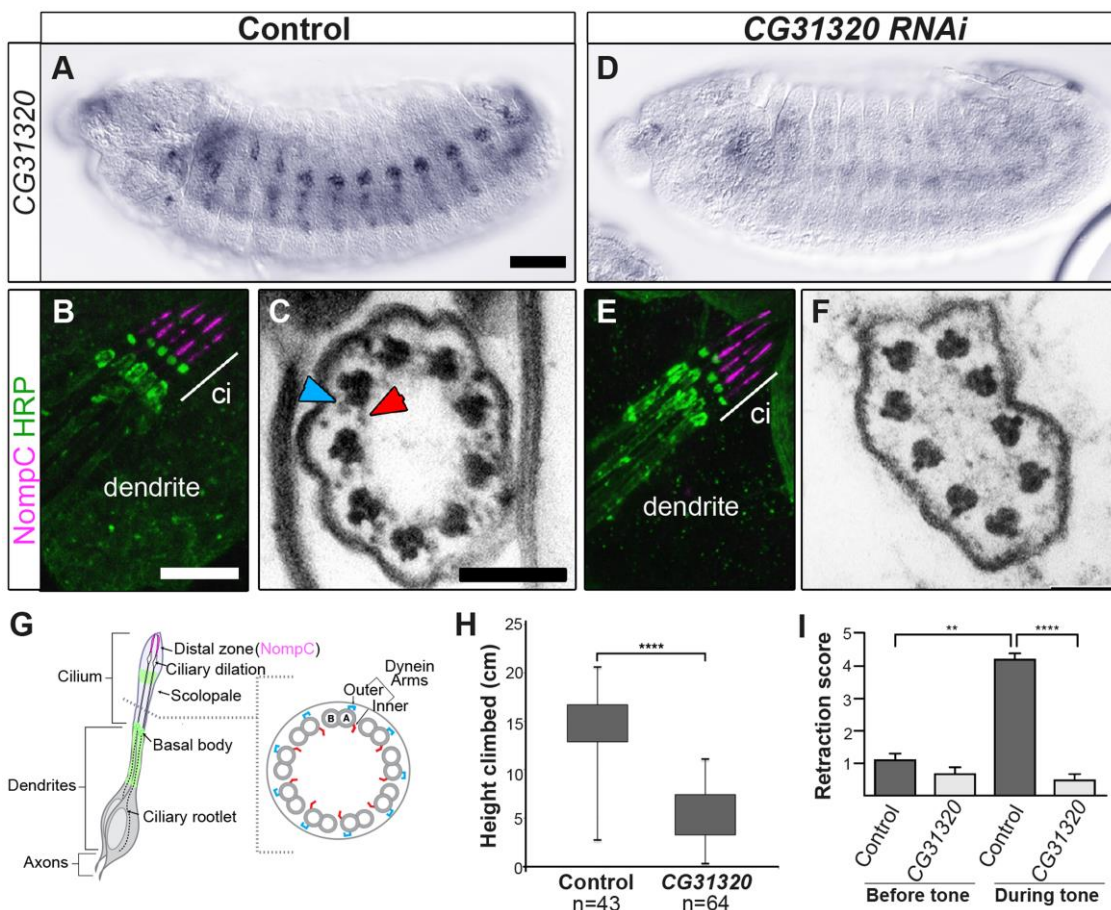 Control
CG31320 RNAi
CG31320
A
D
NompC HRP
B
ci
dendrite
C
E
ci
dendrite
F
G
Cilium
Distal zone(NompC)
Ciliary dilation
Scolopale
Basal body
Dendrites
Ciliary rootlet
Axons
Dynein
Arms
Outer
Inner
B A
H
Height climbed (cm)
25
20
15
10
5
0
****
Control
n=43
CG31320
n=64
I
Retraction score
5
4
3
2
1
**
****
Control
CG31320
Control
CG31320
Before tone
During tone